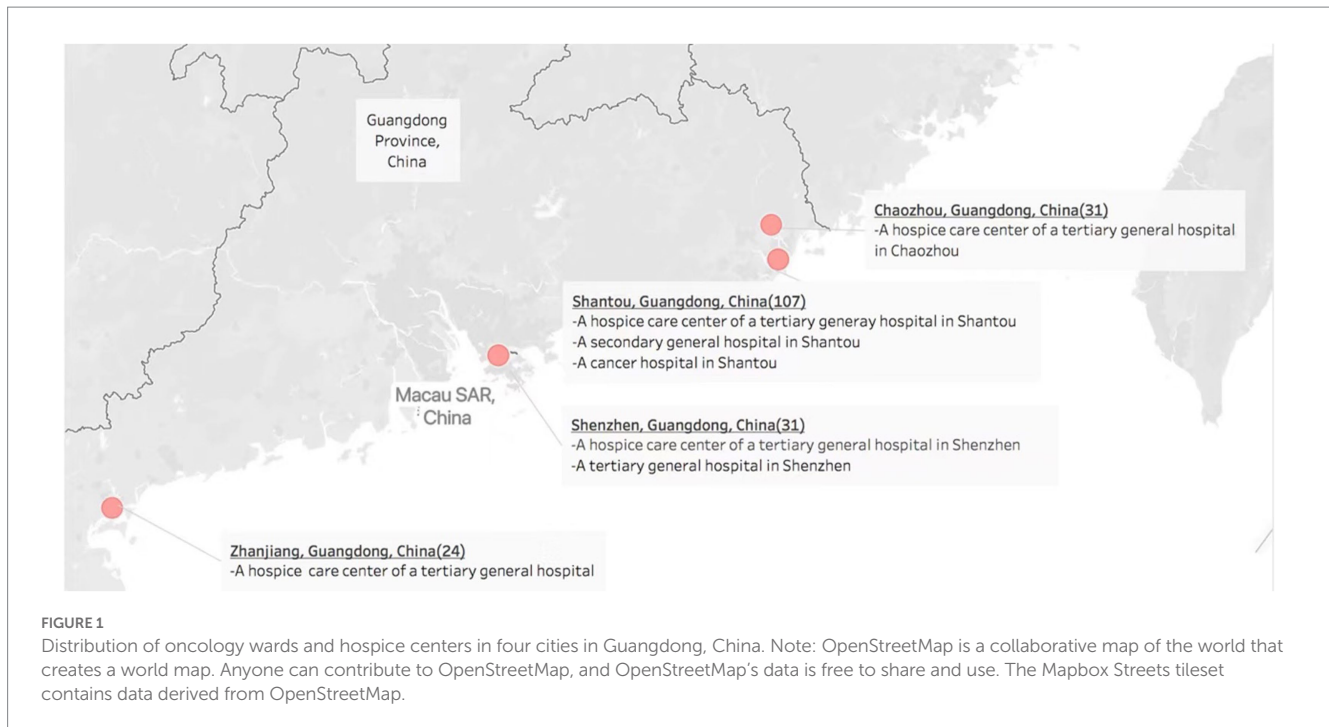 Guangdong
Province,
China
Chaozhou, Guangdong, China(31)
-A hospice care center of a tertiary general hospital
in Chaozhou
Shantou, Guangdong, China(107)
-A hospice care center of a tertiary generay hospital in Shantou
-A secondary general hospital in Shantou
-A cancer hospital in Shantou
Macau SAR,
China
Shenzhen, Guangdong, China(31)
-A hospice care center of a tertiary general hospital in Shenzhen
-A tertiary general hospital in Shenzhen
Zhanjiang, Guangdong, China(24)
-A hospice care center of a tertiary general hospital
FIGURE 1
Distribution of oncology wards and hospice centers in four cities in Guangdong, China. Note: OpenStreetMap is a collaborative map of the world that
creates a world map. Anyone can contribute to OpenStreetMap, and OpenStreetMap's data is free to share and use. The Mapbox Streets tileset
contains data derived from OpenStreetMap.